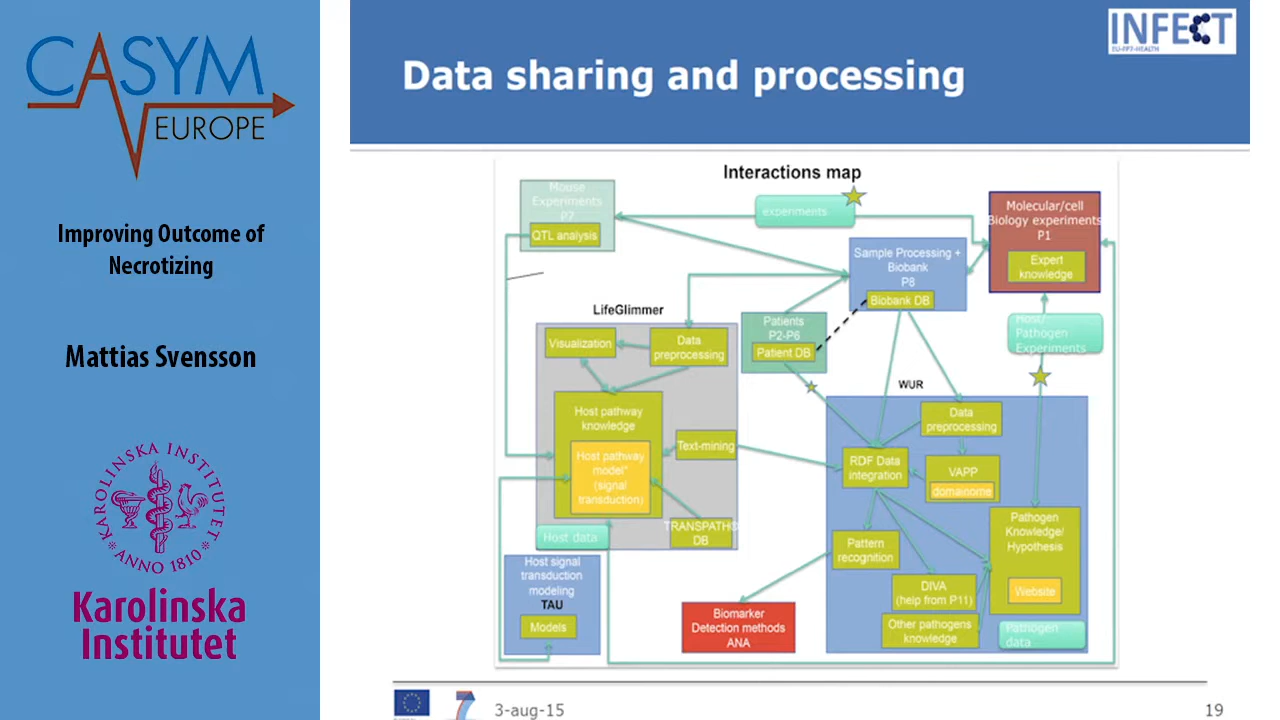 CASYM
EUROPE
Improving Outcome of
Necrotizing
Mattias Svensson
KAROLINSKA INSTITUTET
ANNO 1810
Karolinska
Institutet
INFECT
EU-FP7-HEALTH
Data sharing and processing
Interactions map
Mouse
Experiments
P7
QTL analysis
experiments
Molecular/cell
Biology experiments
P1
Expert
knowledge
Sample Processing +
Biobank
P8
Biobank DB
Host/
Pathogen
Experiments
LifeGlimmer
Visualization
Data
preprocessing
Patients
P2-P6
Patient DB
Host pathway
knowledge
Host pathway
model"
(signal
transduction)
Text-mining
TRANSPATHS
DB
Host data
WUR
Data
preprocessing
RDF Data
integration
VAPP
domainome
Pathogen
Knowledge/
Hypothesis
Website
Pattern
recognition
DIVA
(help from P11)
Other pathogens
knowledge
Pathogen
data
Host signal
transduction
modeling
TAU
Models
Biomarker
Detection methods
ANA
7
3-aug-15
19